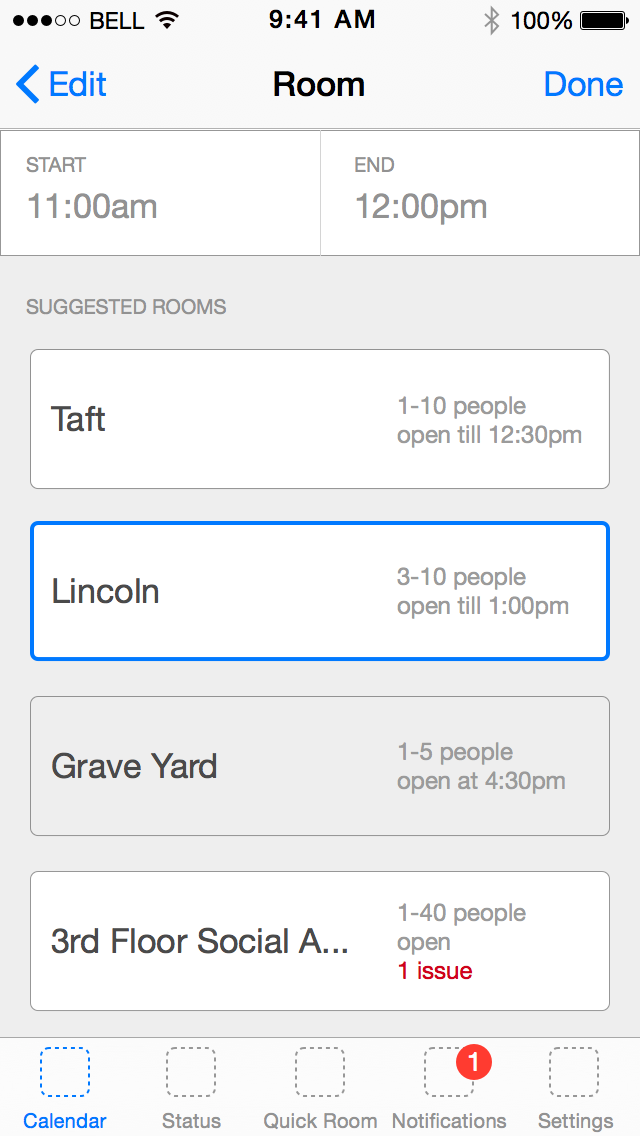 BELL 9:41 AM 100%
Edit Room Done
START END
11:00am 12:00pm
SUGGESTED ROOMS
Taft
1-10 people
open till 12:30pm
Lincoln
3-10 people
open till 1:00pm
Grave Yard
1-5 people
open at 4:30pm
3rd Floor Social A...
1-40 people
open
1 issue
1
Calendar Status Quick Room Notifications Settings